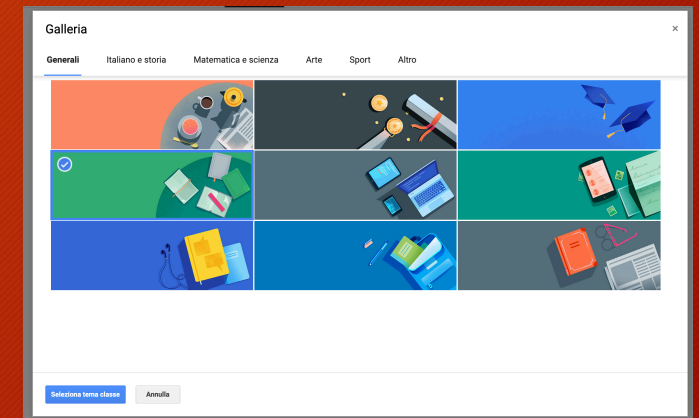 Galleria
×
Generali Italiano e storia Matematica e scienza Arte Sport Altro
Seleziona tema classe Annulla